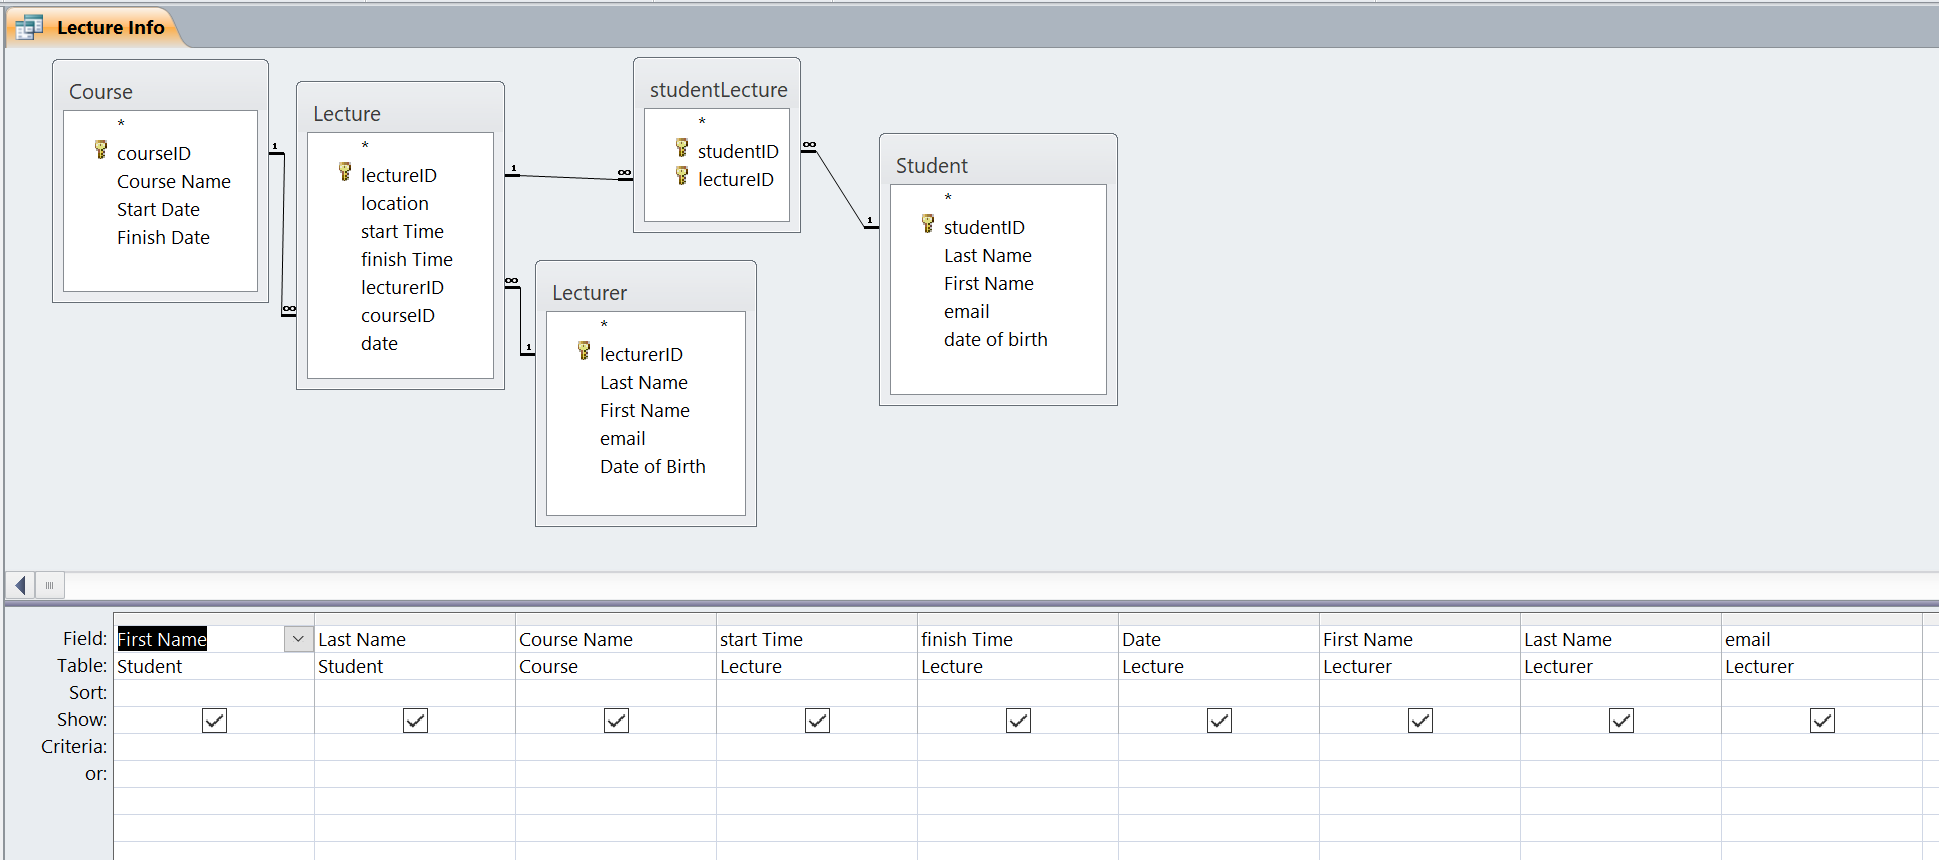 Lecture Info
Course
*
courseID
Course Name
Start Date
Finish Date
1
∞
Lecture
*
lectureID
location
start Time
finish Time
lecturerID
courseID
date
1
∞
∞
1
studentLecture
*
studentID
lectureID
∞
1
Lecturer
*
lecturerID
Last Name
First Name
email
Date of Birth
Student
*
studentID
Last Name
First Name
email
date of birth
Field: First Name Last Name Course Name start Time finish Time Date First Name Last Name email
Table: Student Student Course Lecture Lecture Lecture Lecturer Lecturer Lecturer
Sort:
Show:
Criteria:
or: